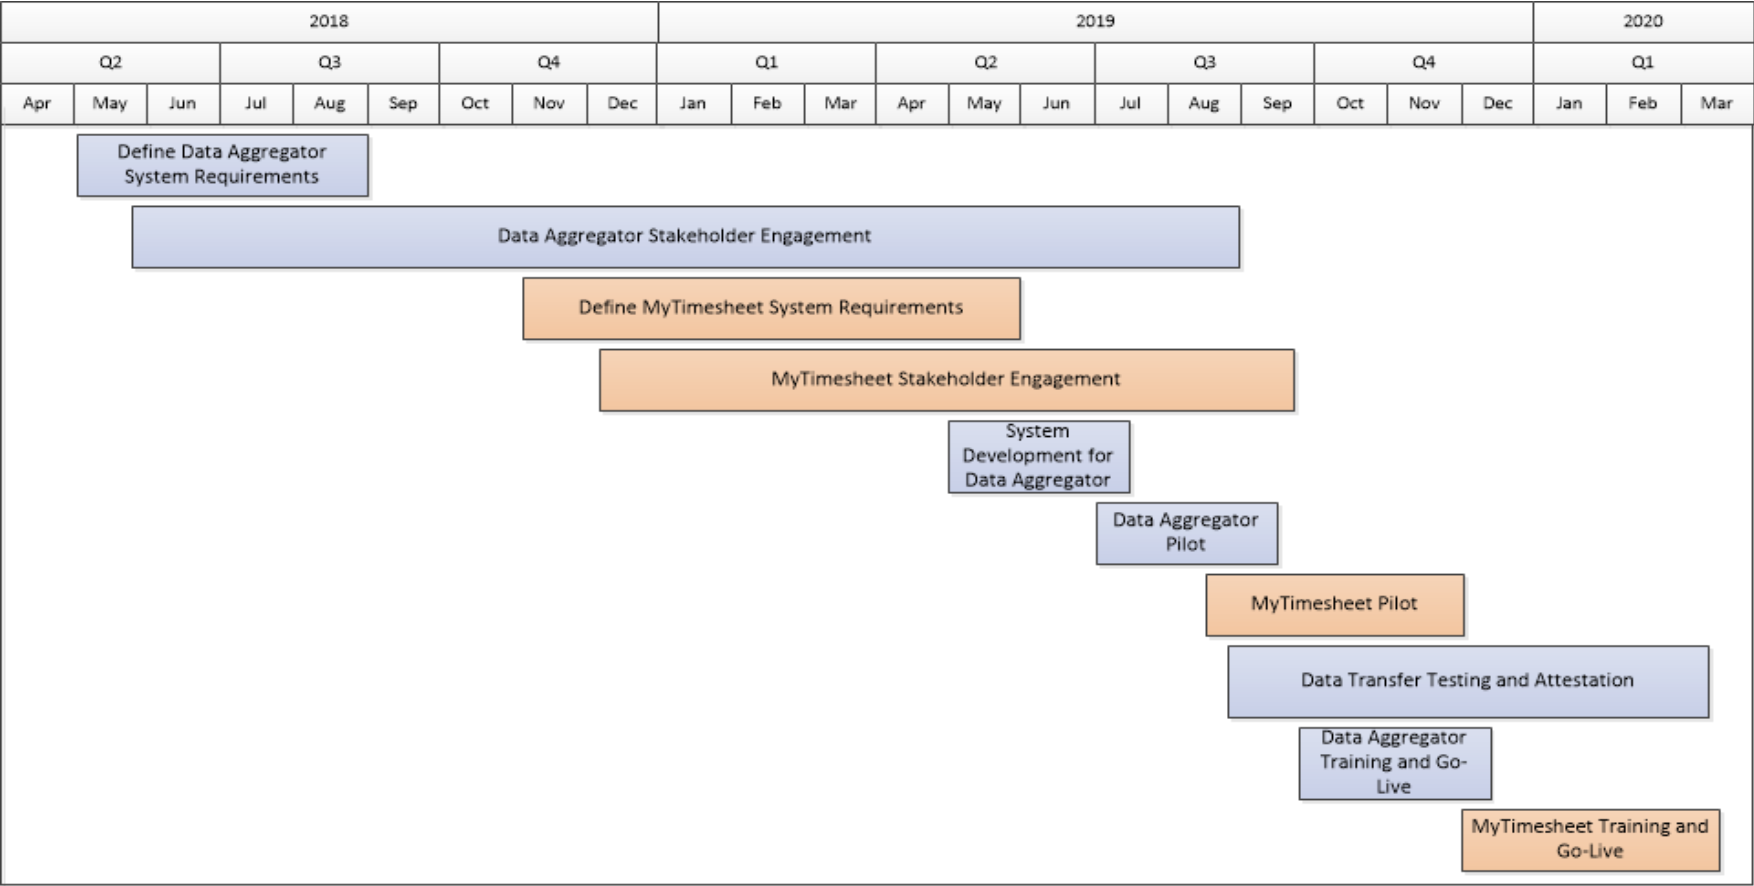 2018 2019 2020
Q2 Q3 Q4 Q1 Q2 Q3 Q4 Q1
Apr May Jun Jul Aug Sep Oct Nov Dec Jan Feb Mar Apr May Jun Jul Aug Sep Oct Nov Dec Jan Feb Mar
Define Data Aggregator
System Requirements
Data Aggregator Stakeholder Engagement
Define MyTimesheet System Requirements
MyTimesheet Stakeholder Engagement
System
Development for
Data Aggregator
Data Aggregator
Pilot
MyTimesheet Pilot
Data Transfer Testing and Attestation
Data Aggregator
Training and Go-
Live
MyTimesheet Training and
Go-Live